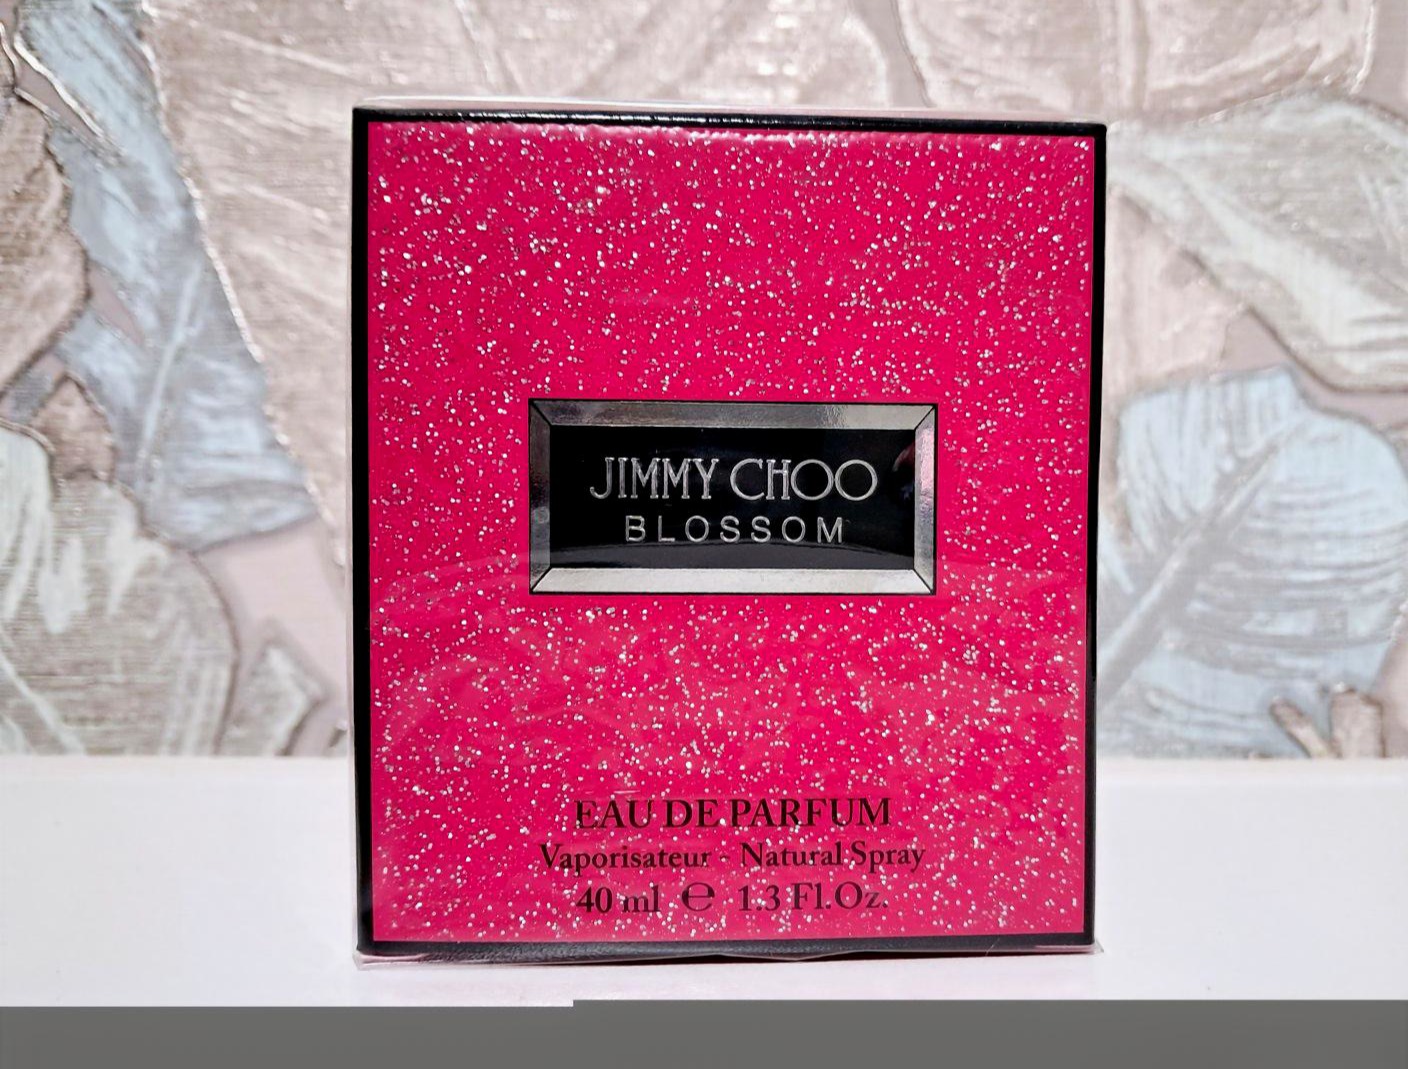 JIMMY CHOO
BLOSSOM
EAU DE PARFUM
Vaporisateur - Natural Spray
40 ml ℮ 1.3 Fl.Oz.